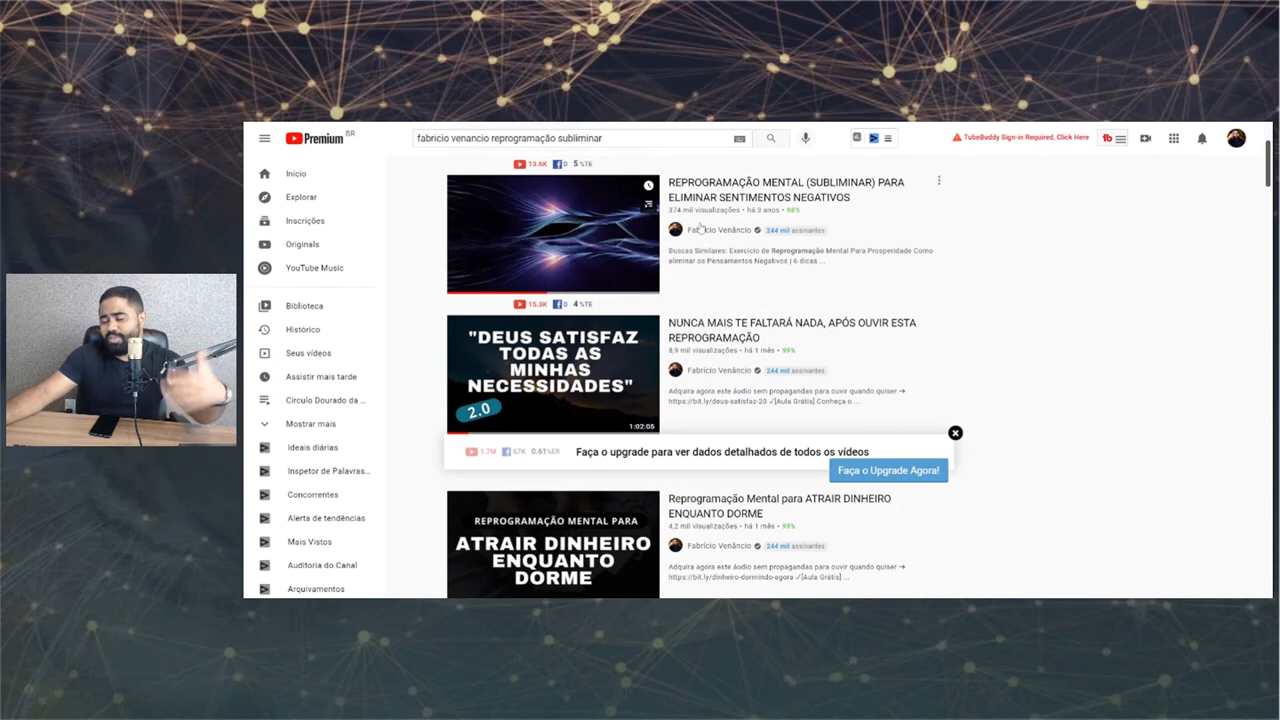 Premium BR
fabricio venancio reprogramação subliminar
TubeBuddy Sign-in Required, Click Here
tb
Início
Explorar
Inscrições
Originals
YouTube Music
Biblioteca
Histórico
Seus vídeos
Assistir mais tarde
Círculo Dourado da ...
Mostrar mais
Ideais diárias
Inspetor de Palavras...
Concorrentes
Alerta de tendências
Mais Vistos
Auditoria do Canal
Arquivamentos
13.6K 0 5 %TE
REPROGRAMAÇÃO MENTAL (SUBLIMINAR) PARA
ELIMINAR SENTIMENTOS NEGATIVOS
374 mil visualizações • há 3 anos • 98%
Fabrício Venâncio 244 mil assinantes
Buscas Similares: Exercício de Reprogramação Mental Para Prosperidade Como
eliminar os Pensamentos Negativos | 6 dicas ...
15.3K 0 4 %TE
"DEUS SATISFAZ
TODAS AS
MINHAS
NECESSIDADES"
2.0
1:02:05
NUNCA MAIS TE FALTARÁ NADA, APÓS OUVIR ESTA
REPROGRAMAÇÃO
8,9 mil visualizações • há 1 mês • 99%
Fabrício Venâncio 244 mil assinantes
Adquira agora este áudio sem propagandas para ouvir quando quiser →
https://bit.ly/deus-satisfaz-20 √[Aula Grátis] Conheça o ...
1.7M 67K 0.61%ER
Faça o upgrade para ver dados detalhados de todos os vídeos
Faça o Upgrade Agora!
REPROGRAMAÇÃO MENTAL PARA
ATRAIR DINHEIRO
ENQUANTO
DORME
Reprogramação Mental para ATRAIR DINHEIRO
ENQUANTO DORME
4,2 mil visualizações • há 1 mês • 99%
Fabrício Venâncio 244 mil assinantes
Adquira agora este áudio sem propagandas para ouvir quando quiser →
https://bit.ly/dinheiro-dormindo-agora √[Aula Grátis] ...